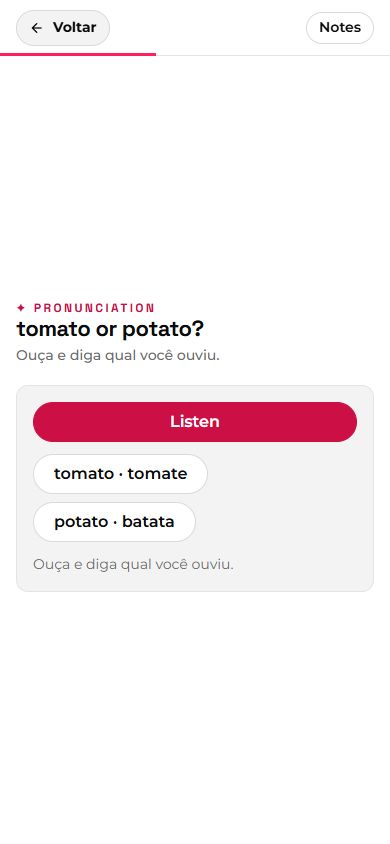 ← Voltar
Notes
✦ PRONUNCIATION
tomato or potato?
Ouça e diga qual você ouviu.
Listen
tomato · tomate
potato · batata
Ouça e diga qual você ouviu.